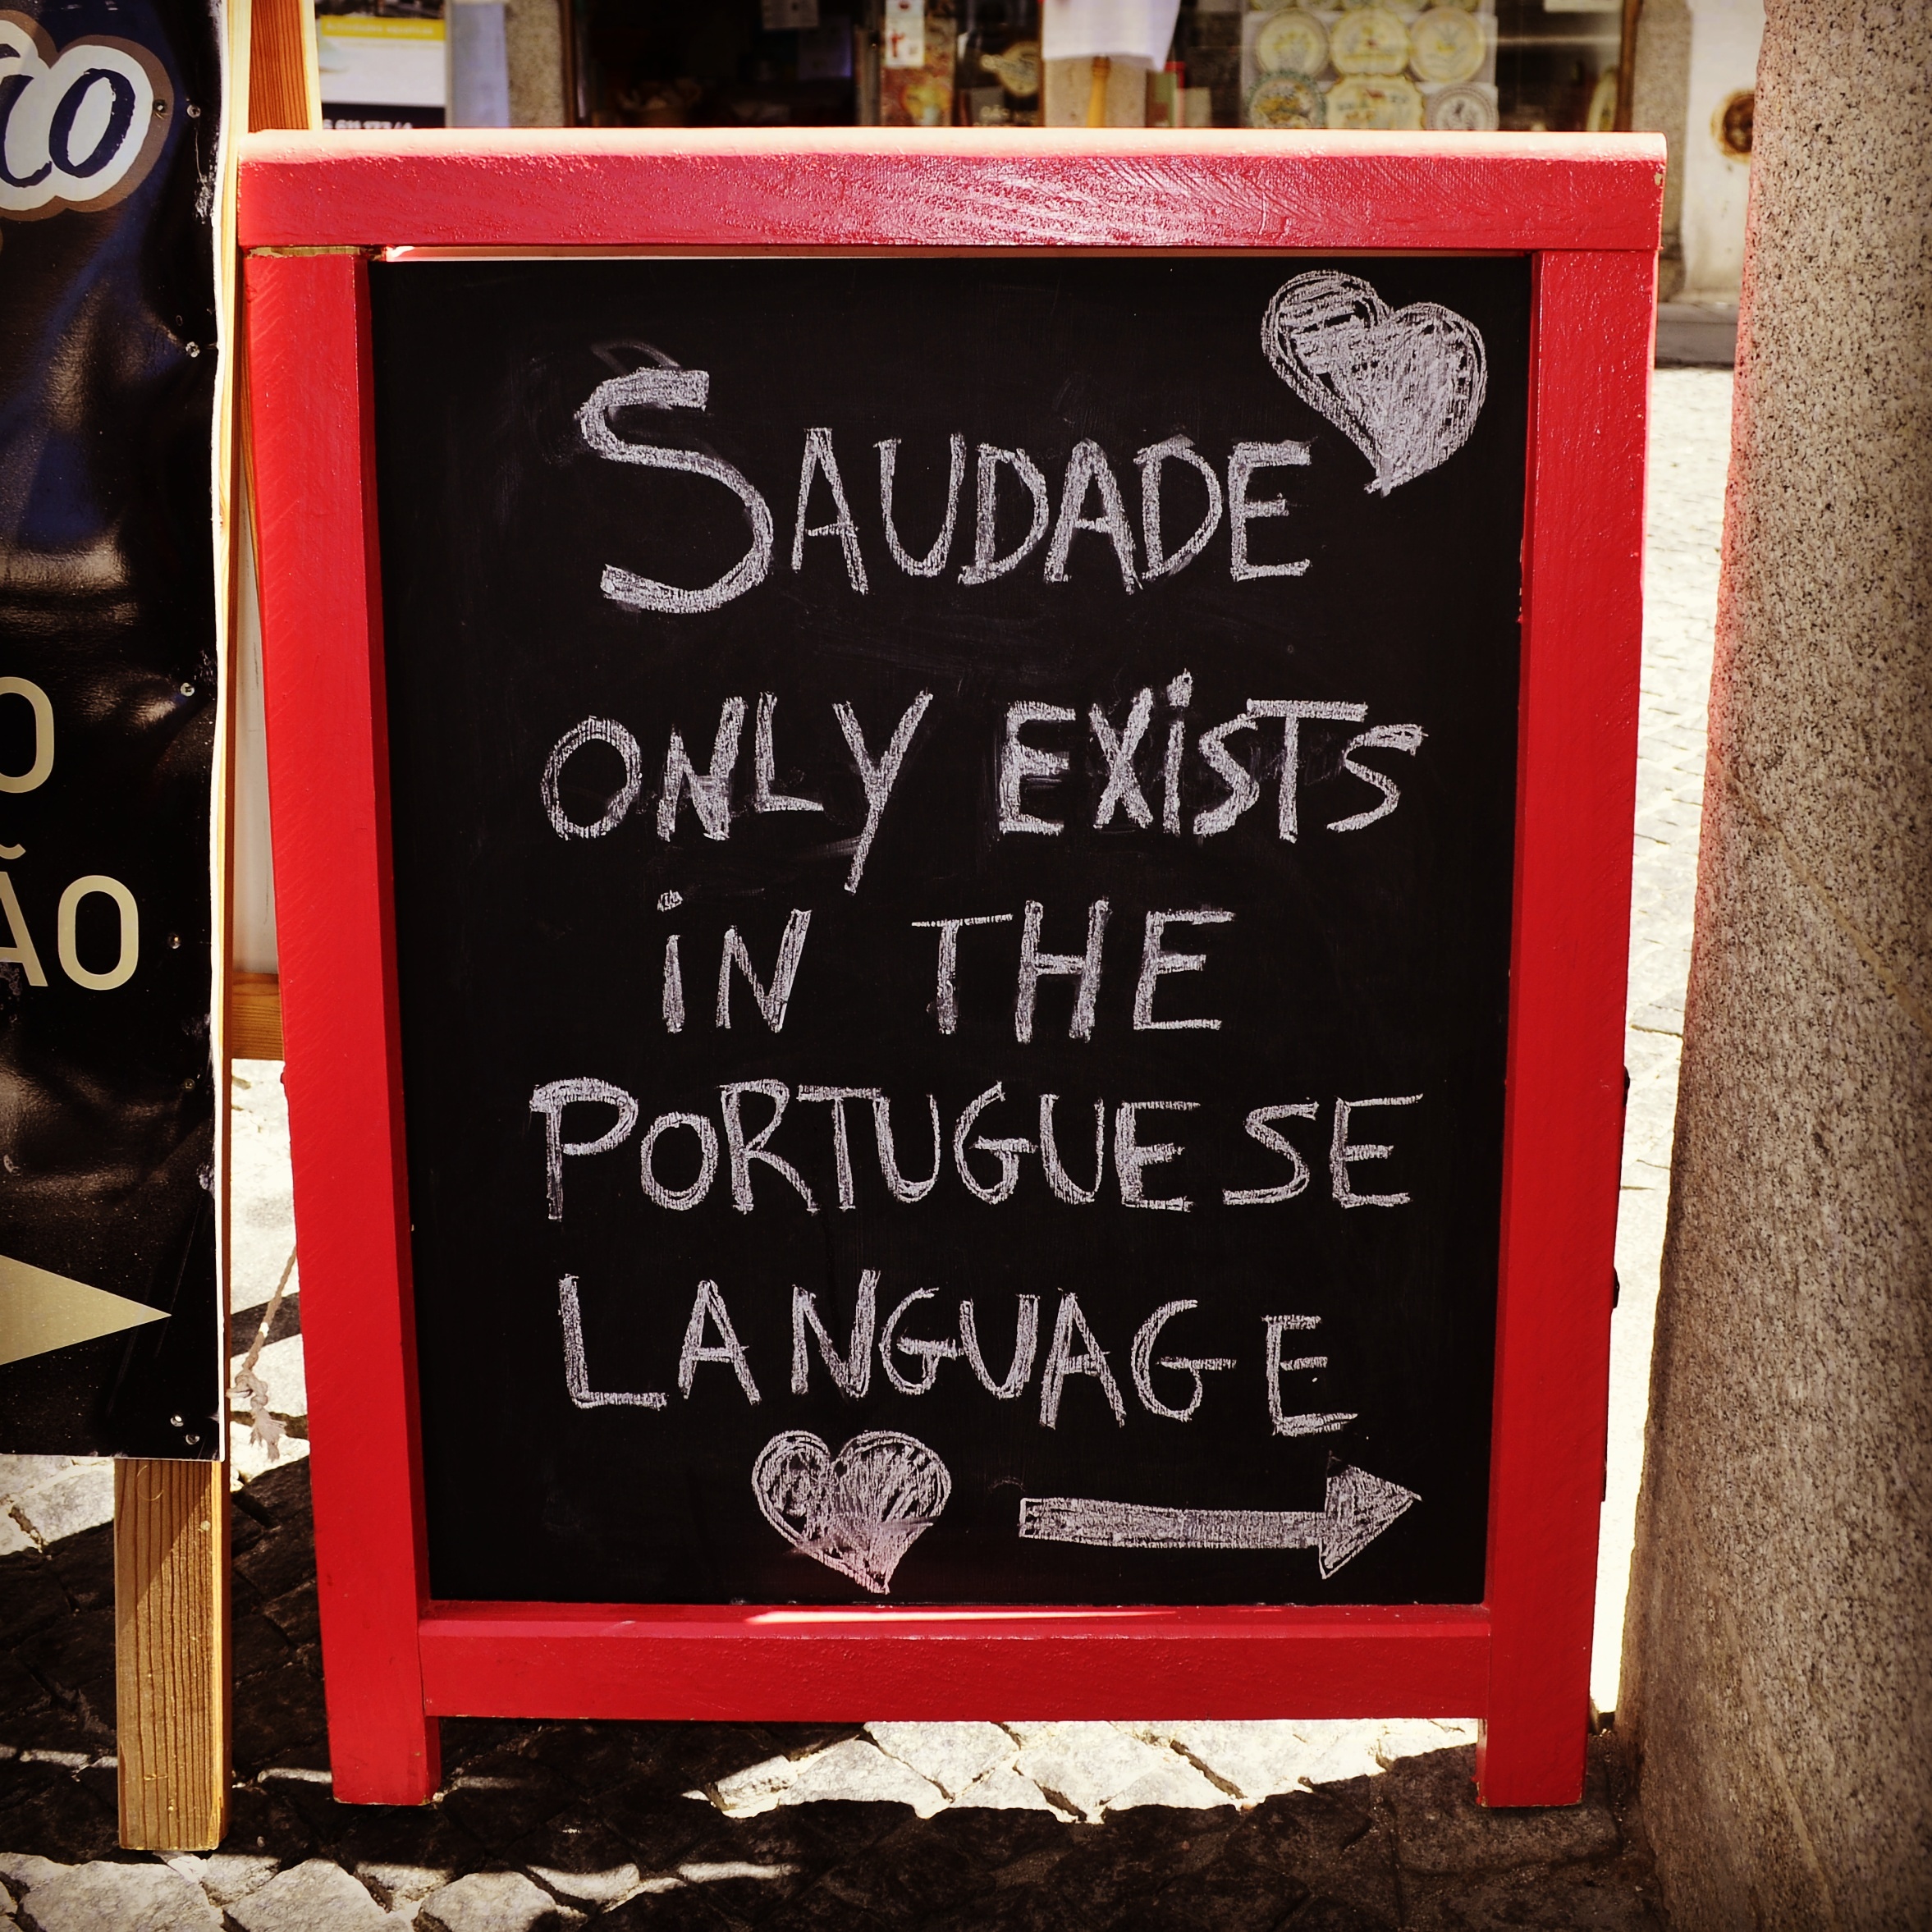 SAUDADE
ONLY EXiSTS
iN THE
PORTUGUESE
LANGUAGE